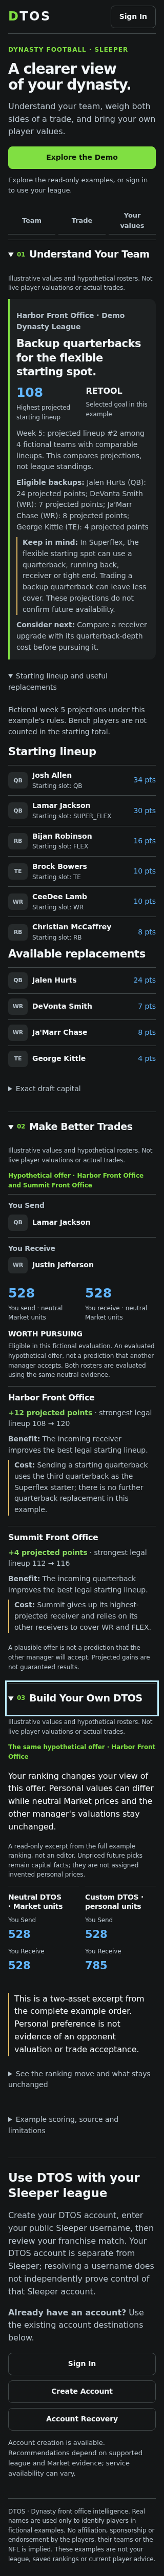 DTOS
Sign In
DYNASTY FOOTBALL · SLEEPER
A clearer view
of your dynasty.
Understand your team, weigh both
sides of a trade, and bring your own
player values.
Explore the Demo
Explore the read-only examples, or sign in
to use your league.
Team
Trade
Your
values
▼ 01 Understand Your Team
Illustrative values and hypothetical rosters. Not
live player valuations or actual trades.
Harbor Front Office · Demo
Dynasty League
Backup quarterbacks
for the flexible
starting spot.
108
Highest projected
starting lineup
RETOOL
Selected goal in this
example
Week 5: projected lineup #2 among
4 fictional teams with comparable
lineups. This compares projections,
not league standings.
Eligible backups: Jalen Hurts (QB):
24 projected points; DeVonta Smith
(WR): 7 projected points; Ja'Marr
Chase (WR): 8 projected points;
George Kittle (TE): 4 projected points
Keep in mind: In Superflex, the
flexible starting spot can use a
quarterback, running back,
receiver or tight end. Trading a
backup quarterback can leave less
cover. These projections do not
confirm future availability.
Consider next: Compare a receiver
upgrade with its quarterback-depth
cost before pursuing it.
▼ Starting lineup and useful
replacements
Fictional week 5 projections under this
example's rules. Bench players are not
counted in the starting total.
Starting lineup
QB
Josh Allen
Starting slot: QB
34 pts
QB
Lamar Jackson
Starting slot: SUPER_FLEX
30 pts
RB
Bijan Robinson
Starting slot: FLEX
16 pts
TE
Brock Bowers
Starting slot: TE
10 pts
WR
CeeDee Lamb
Starting slot: WR
10 pts
RB
Christian McCaffrey
Starting slot: RB
8 pts
Available replacements
QB
Jalen Hurts
24 pts
WR
DeVonta Smith
7 pts
WR
Ja'Marr Chase
8 pts
TE
George Kittle
4 pts
▶ Exact draft capital
▼ 02 Make Better Trades
Illustrative values and hypothetical rosters. Not
live player valuations or actual trades.
Hypothetical offer · Harbor Front Office
and Summit Front Office
You Send
QB
Lamar Jackson
You Receive
WR
Justin Jefferson
528
You send · neutral
Market units
528
You receive · neutral
Market units
WORTH PURSUING
Eligible in this fictional evaluation. An evaluated
hypothetical offer, not a prediction that another
manager accepts. Both rosters are evaluated
using the same neutral evidence.
Harbor Front Office
+12 projected points · strongest legal
lineup 108 → 120
Benefit: The incoming receiver
improves the best legal starting lineup.
Cost: Sending a starting quarterback
uses the third quarterback as the
Superflex starter; there is no further
quarterback replacement in this
example.
Summit Front Office
+4 projected points · strongest legal
lineup 112 → 116
Benefit: The incoming quarterback
improves the best legal starting lineup.
Cost: Summit gives up its highest-
projected receiver and relies on its
other receivers to cover WR and FLEX.
A plausible offer is not a prediction that the
other manager will accept. Projected gains are
not guaranteed results.
▼ 03 Build Your Own DTOS
Illustrative values and hypothetical rosters. Not
live player valuations or actual trades.
The same hypothetical offer · Harbor Front
Office
Your ranking changes your view of
this offer. Personal values can differ
while neutral Market prices and the
other manager's valuations stay
unchanged.
A read-only excerpt from the full example
ranking, not an editor. Unpriced future picks
remain capital facts; they are not assigned
invented personal prices.
Neutral DTOS
· Market units
You Send
528
You Receive
528
Custom DTOS ·
personal units
You Send
528
You Receive
785
This is a two-asset excerpt from
the complete example order.
Personal preference is not
evidence of an opponent
valuation or trade acceptance.
▶ See the ranking move and what stays
unchanged
▶ Example scoring, source and
limitations
Use DTOS with your
Sleeper league
Create your DTOS account, enter
your public Sleeper username, then
review your franchise match. Your
DTOS account is separate from
Sleeper; resolving a username does
not independently prove control of
that Sleeper account.
Already have an account? Use
the existing account destinations
below.
Sign In
Create Account
Account Recovery
Account creation is available.
Recommendations depend on supported
league and Market evidence; service
availability can vary.
DTOS · Dynasty front office intelligence. Real
names are used only to identify players in
fictional examples. No affiliation, sponsorship or
endorsement by the players, their teams or the
NFL is implied. These examples are not your
league, saved rankings or current player advice.